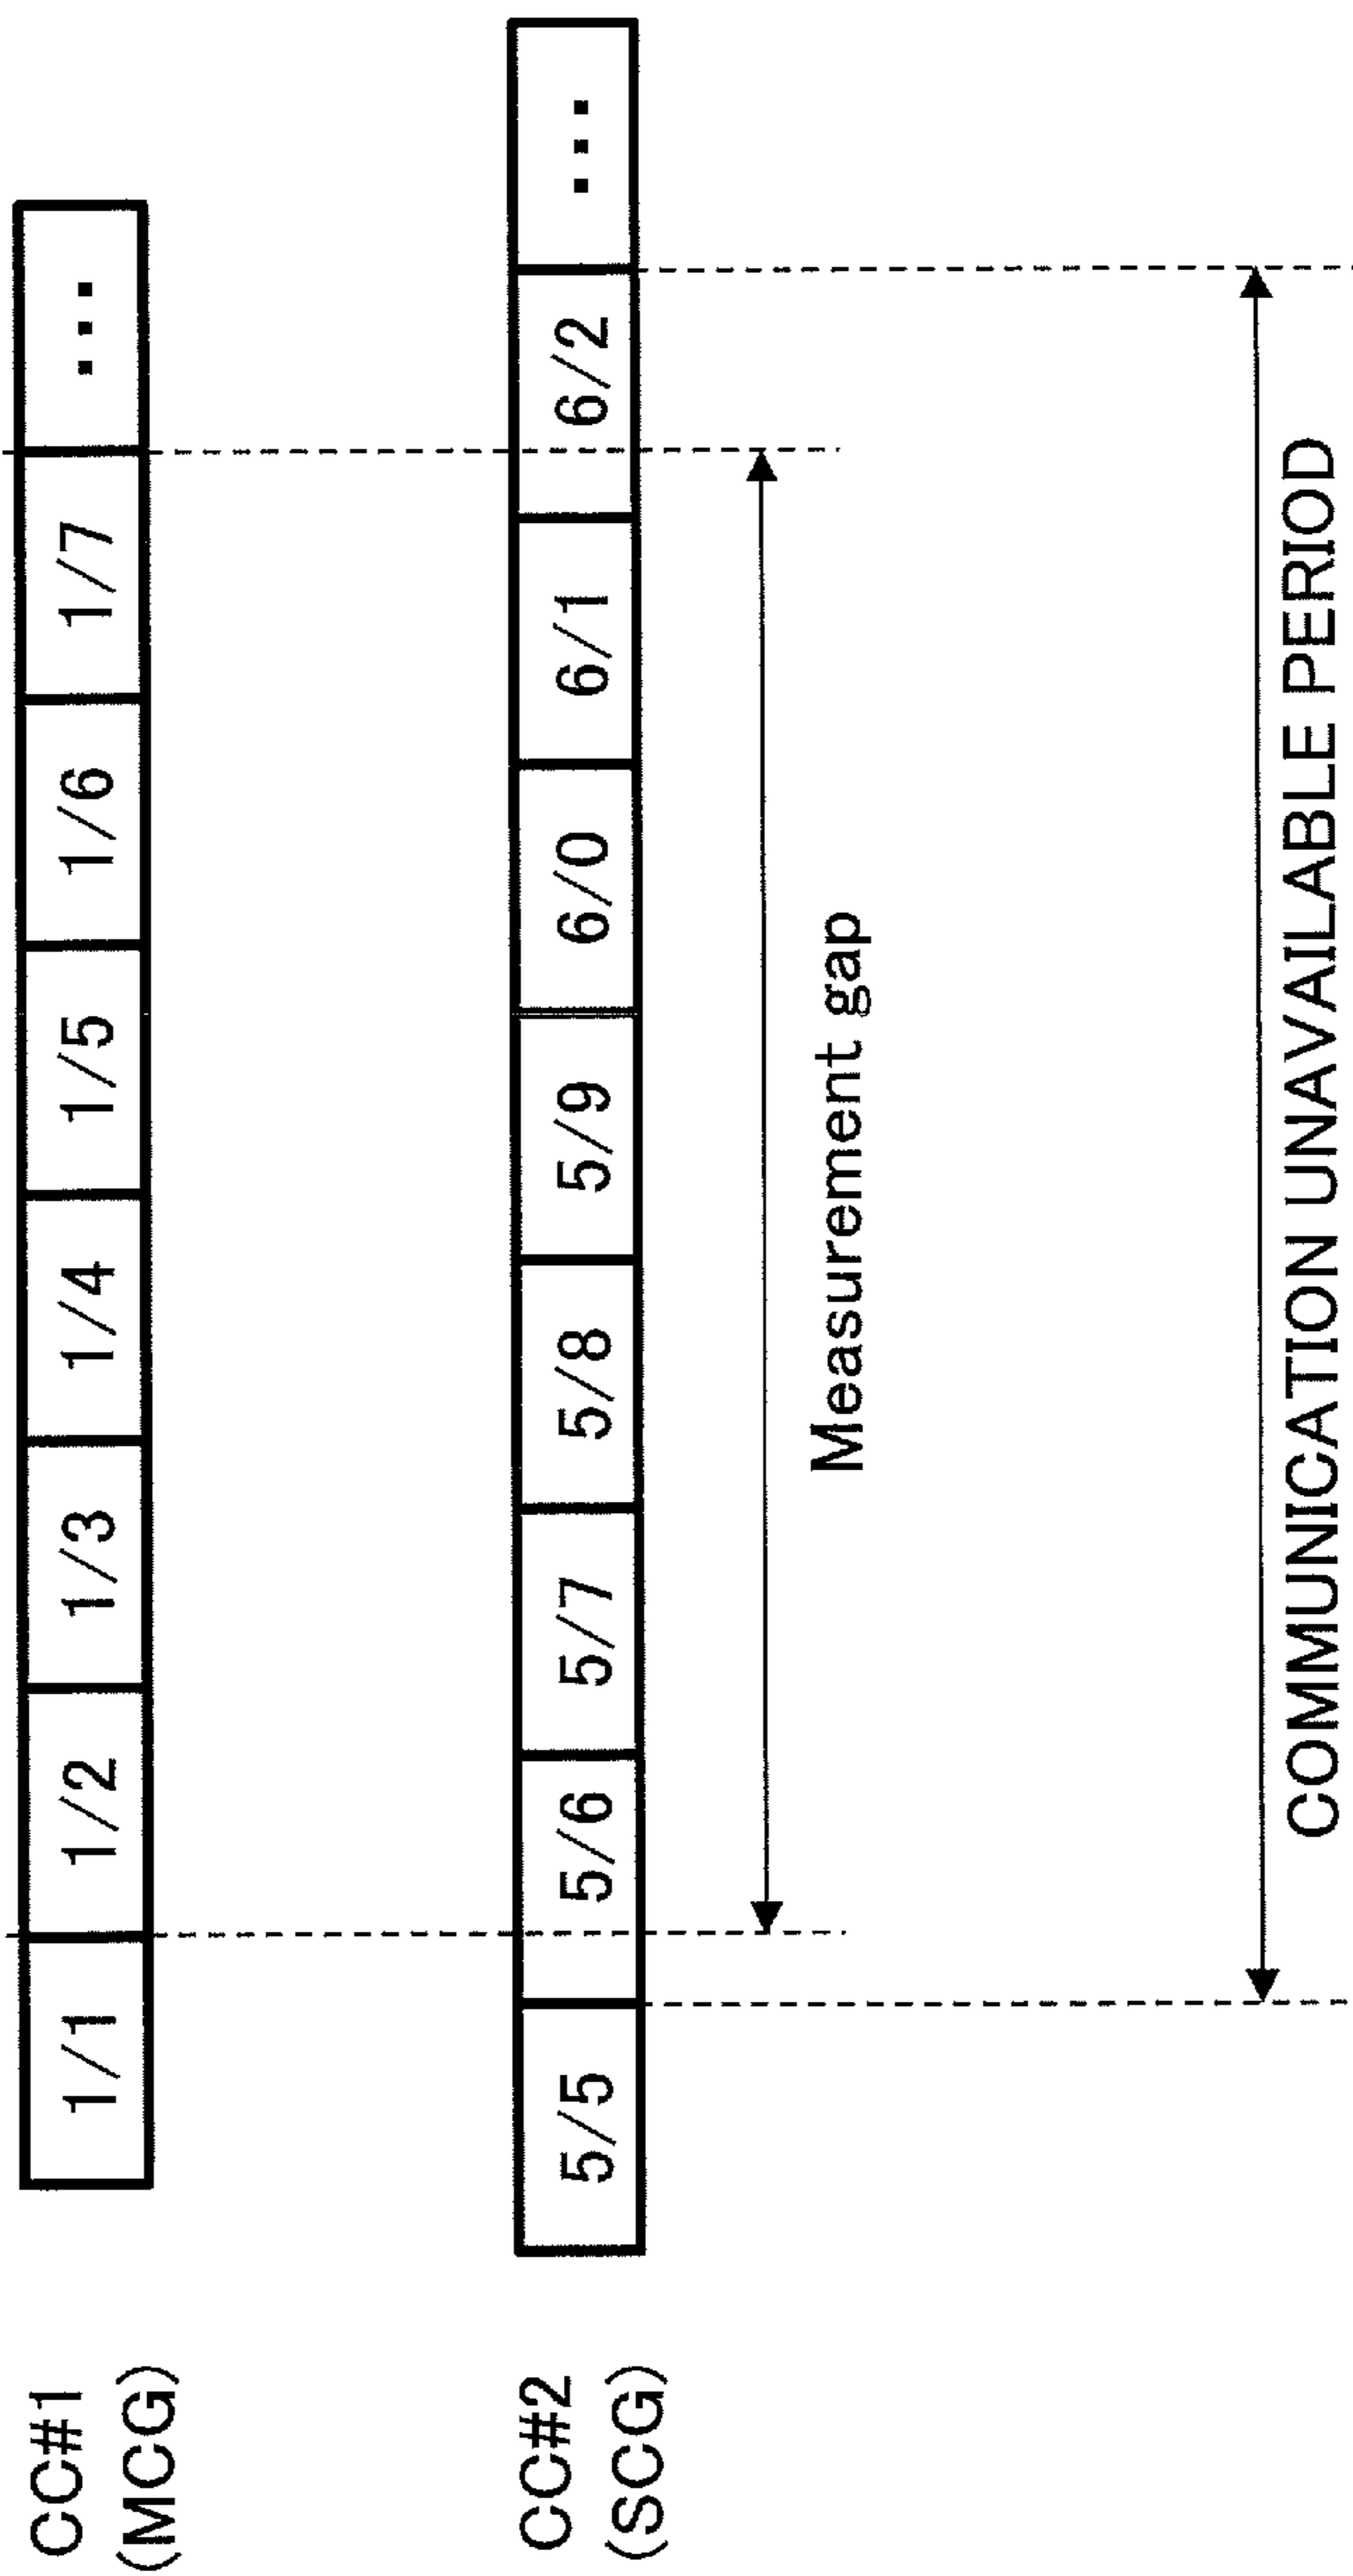 CC#1
(MCG)
1/1 1/2 1/3 1/4 1/5 1/6 1/7 ...
CC#2
(SCG)
5/5 5/6 5/7 5/8 5/9 6/0 6/1 6/2 ...
Measurement gap
COMMUNICATION UNAVAILABLE PERIOD